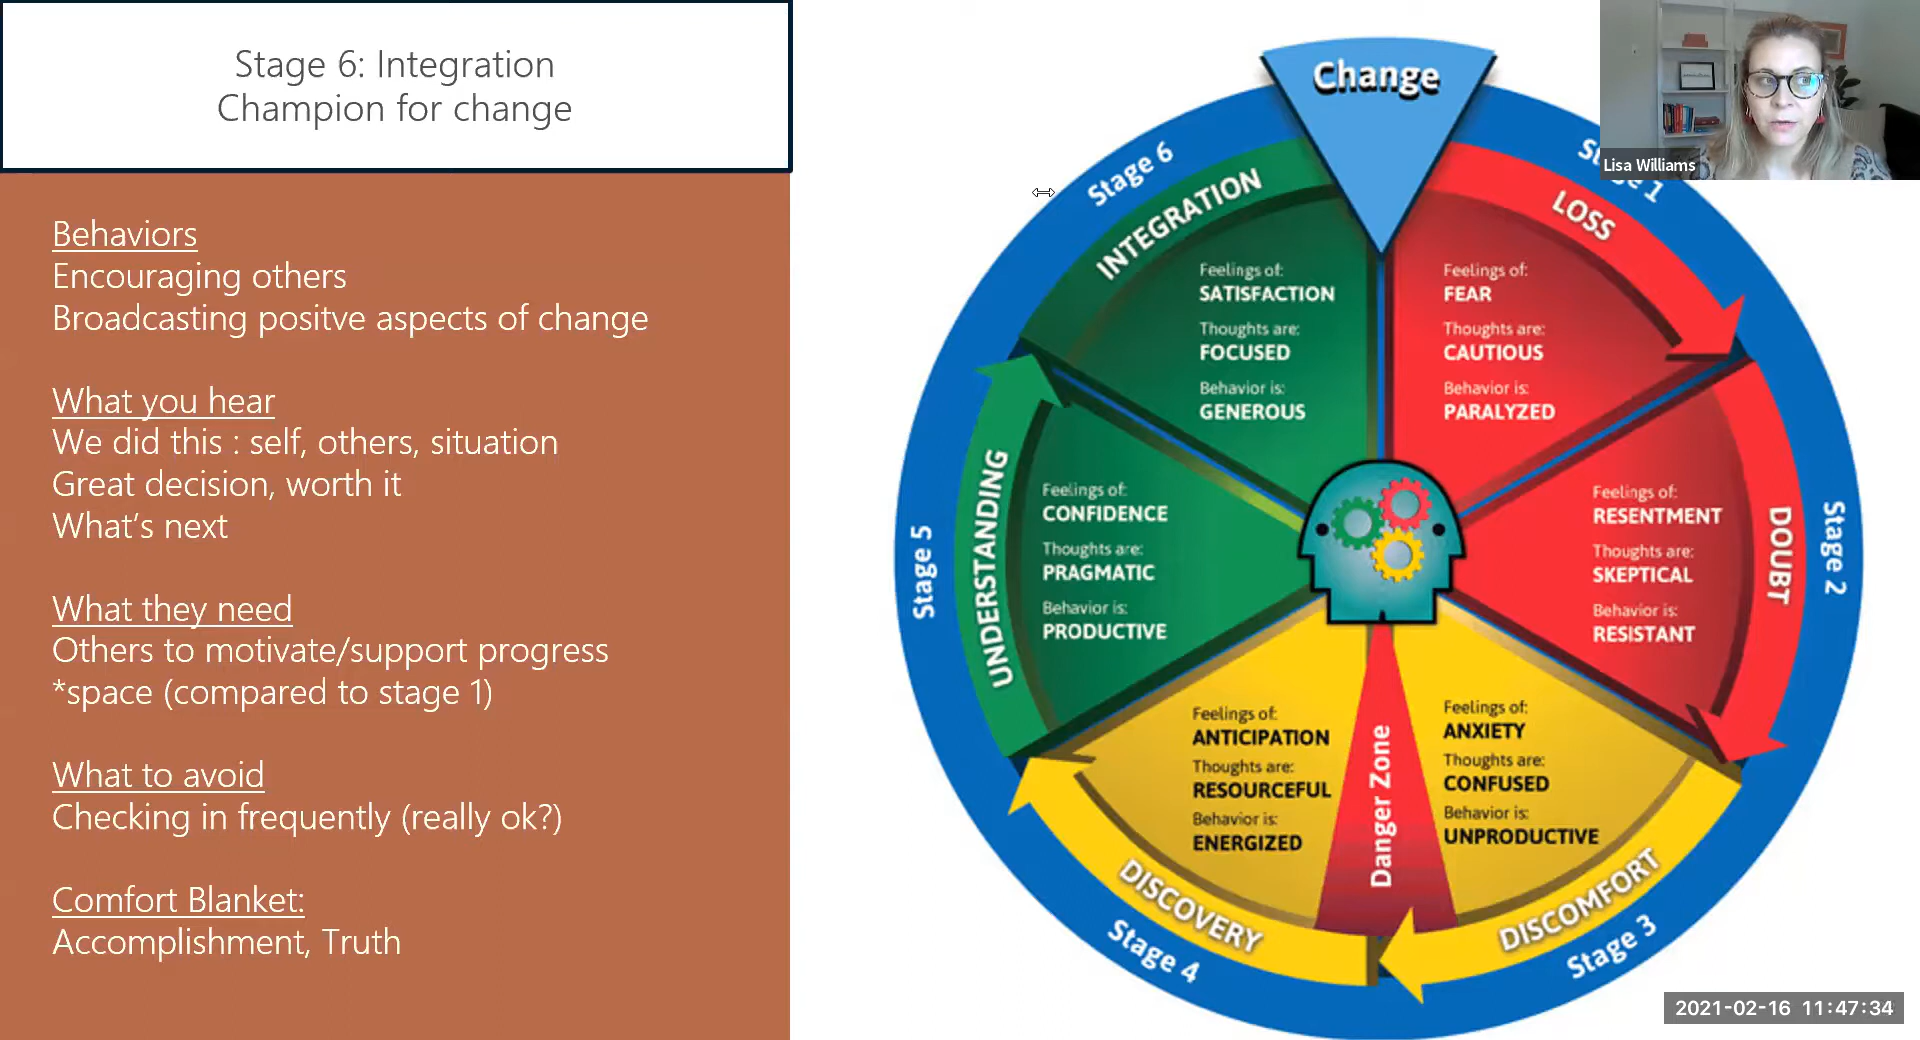 Stage 6: Integration
Champion for change
Behaviors
Encouraging others
Broadcasting positve aspects of change
What you hear
We did this : self, others, situation
Great decision, worth it
What's next
What they need
Others to motivate/support progress
*space (compared to stage 1)
What to avoid
Checking in frequently (really ok?)
Comfort Blanket:
Accomplishment, Truth
Change
Stage 1
LOSS
Feelings of:
FEAR
Thoughts are:
CAUTIOUS
Behavior is:
PARALYZED
Stage 2
DOUBT
Feelings of:
RESENTMENT
Thoughts are:
SKEPTICAL
Behavior is:
RESISTANT
Stage 3
DISCOMFORT
Feelings of:
ANXIETY
Thoughts are:
CONFUSED
Behavior is:
UNPRODUCTIVE
Danger Zone
Stage 4
DISCOVERY
Feelings of:
ANTICIPATION
Thoughts are:
RESOURCEFUL
Behavior is:
ENERGIZED
Stage 5
UNDERSTANDING
Feelings of:
CONFIDENCE
Thoughts are:
PRAGMATIC
Behavior is:
PRODUCTIVE
Stage 6
INTEGRATION
Feelings of:
SATISFACTION
Thoughts are:
FOCUSED
Behavior is:
GENEROUS
Lisa Williams
2021-02-16 11:47:34